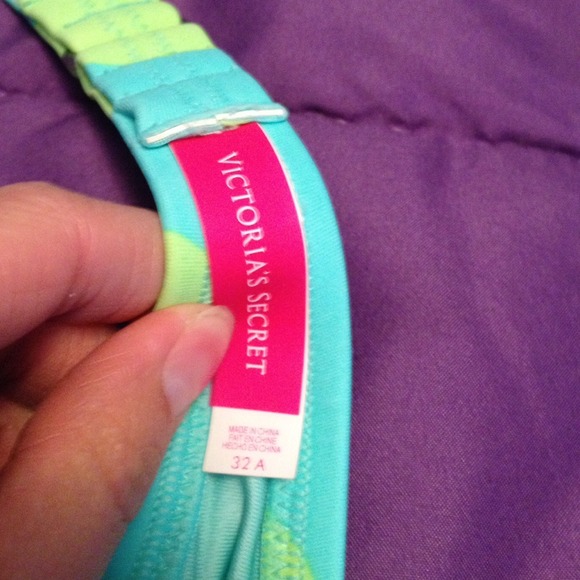 VICTORIA'S SECRET
MADE IN CHINA
FAIT EN CHINE
HECHO EN CHINA
32 A